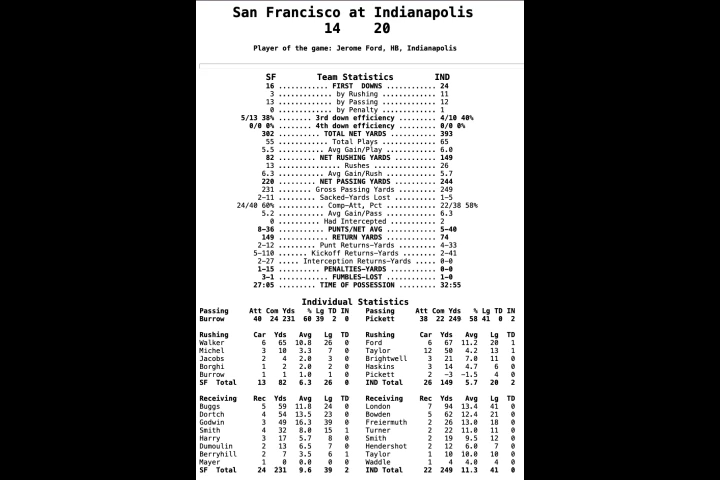 San Francisco at Indianapolis
14 20
Player of the game: Jerome Ford, HB, Indianapolis
SF Team Statistics IND
16 ............ FIRST DOWNS ............ 24
3 ............. by Rushing ............. 11
13 ............. by Passing ............. 12
0 ............. by Penalty ............. 1
5/13 38% ........ 3rd down efficiency ........ 4/10 40%
0/0 0% ........ 4th down efficiency ........ 0/0 0%
302 .......... TOTAL NET YARDS .......... 393
55 ............ Total Plays ............ 65
5.5 ........... Avg Gain/Play ........... 6.0
82 ......... NET RUSHING YARDS ......... 149
13 .............. Rushes .............. 26
6.3 ........... Avg Gain/Rush ........... 5.7
220 ......... NET PASSING YARDS ......... 244
231 ........ Gross Passing Yards ........ 249
2-11 ........ Sacked-Yards Lost ........ 1-5
24/40 60% ........... Comp-Att, Pct ........... 22/38 58%
5.2 ........... Avg Gain/Pass ........... 6.3
0 .......... Had Intercepted .......... 2
8-36 .......... PUNTS/NET AVG .......... 5-40
149 ........... RETURN YARDS ........... 74
2-12 ........ Punt Returns-Yards ........ 4-33
5-110 ....... Kickoff Returns-Yards ....... 2-41
2-27 .... Interception Returns-Yards .... 0-0
1-15 ......... PENALTIES-YARDS ......... 0-0
3-1 ........... FUMBLES-LOST ........... 1-0
27:05 ........ TIME OF POSSESSION ........ 32:55
Individual Statistics
Passing Att Com Yds % Lg TD IN Passing Att Com Yds % Lg TD IN
Burrow 40 24 231 60 39 2 0 Pickett 38 22 249 58 41 0 2
Rushing Car Yds Avg Lg TD Rushing Car Yds Avg Lg TD
Walker 6 65 10.8 26 0 Ford 6 67 11.2 20 1
Michel 3 10 3.3 7 0 Taylor 12 50 4.2 13 1
Jacobs 2 4 2.0 3 0 Brightwell 3 21 7.0 11 0
Borghi 1 2 2.0 2 0 Haskins 3 14 4.7 6 0
Burrow 1 1 1.0 1 0 Pickett 2 -3 -1.5 4 0
SF Total 13 82 6.3 26 0 IND Total 26 149 5.7 20 2
Receiving Rec Yds Avg Lg TD Receiving Rec Yds Avg Lg TD
Buggs 5 59 11.8 24 0 London 7 94 13.4 41 0
Dortch 4 54 13.5 23 0 Bowden 5 62 12.4 21 0
Godwin 3 49 16.3 39 0 Freiermuth 2 26 13.0 18 0
Smith 4 32 8.0 15 1 Turner 2 22 11.0 11 0
Harry 3 17 5.7 8 0 Smith 2 19 9.5 12 0
Dumoulin 2 13 6.5 7 0 Hendershot 2 12 6.0 7 0
Berryhill 2 7 3.5 6 1 Taylor 1 10 10.0 10 0
Mayer 1 0 0.0 0 0 Waddle 1 4 4.0 4 0
SF Total 24 231 9.6 39 2 IND Total 22 249 11.3 41 0